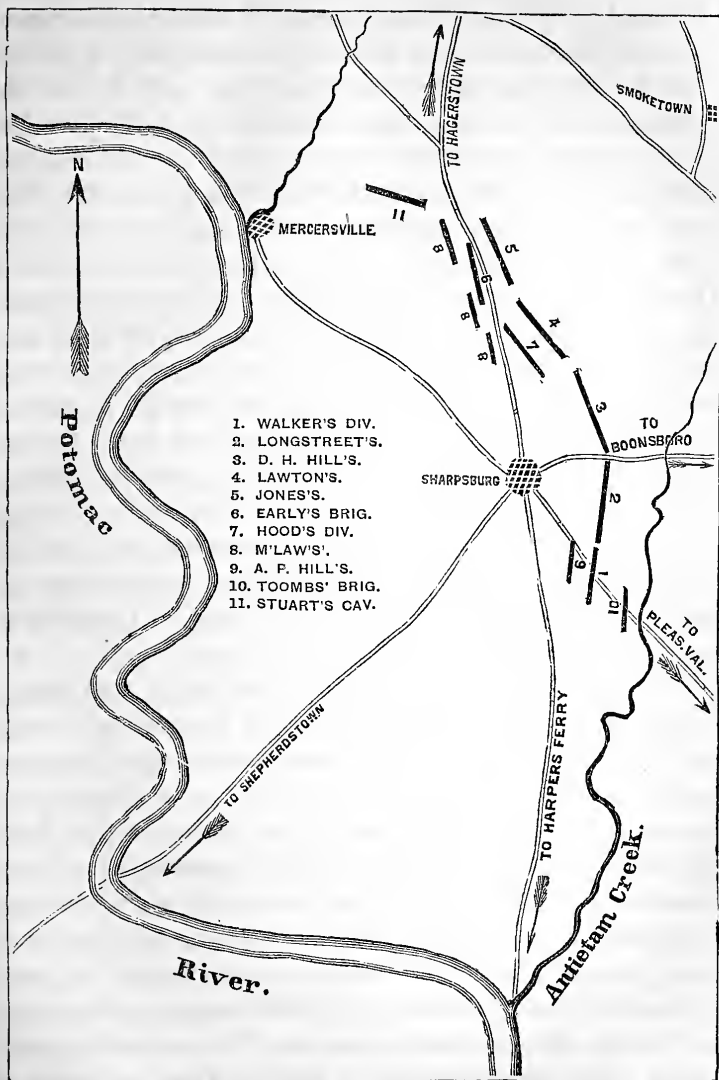 SMOKETOWN
TO HAGERSTOWN
N
11
MERCERSVILLE
8
5
6
8
4
8
7
3
Potomac
1. WALKER'S DIV.
2. LONGSTREET'S.
3. D. H. HILL'S.
4. LAWTON'S.
5. JONES'S.
6. EARLY'S BRIG.
7. HOOD'S DIV.
8. M'LAW'S'.
9. A. P. HILL'S.
10. TOOMBS' BRIG.
11. STUART'S CAV.
TO
BOONSBORO
SHARPSBURG
2
9
1
10
TO
PLEAS. VAL.
TO SHEPHERDSTOWN
TO HARPERS FERRY
Antietam Creek.
River.